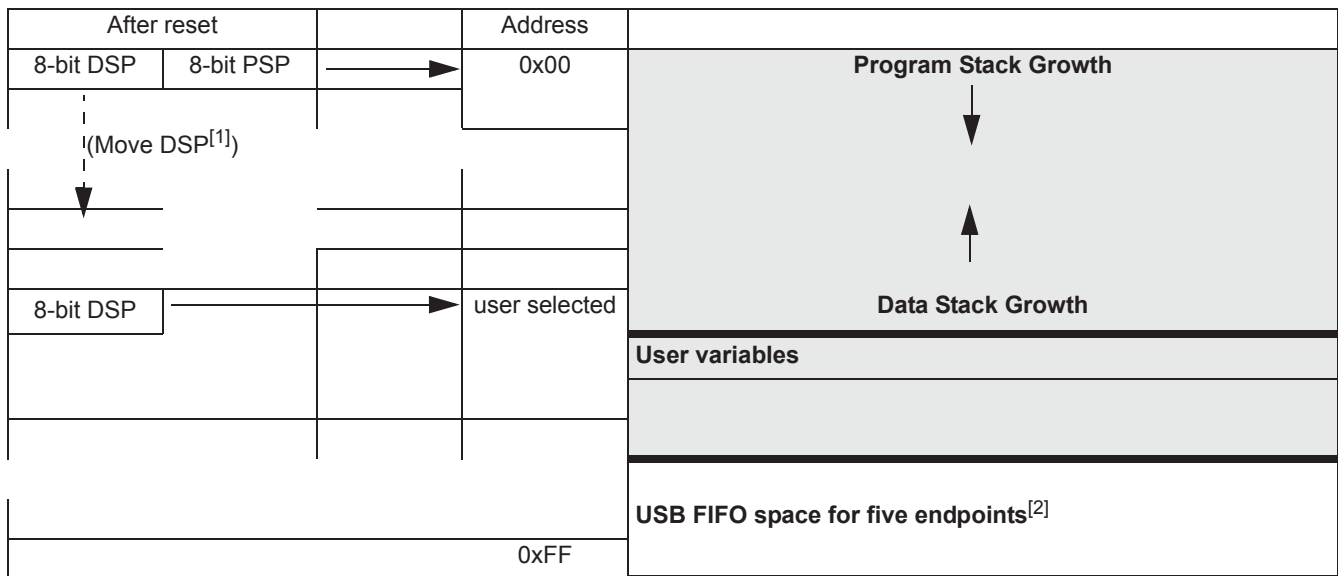 After reset Address
8-bit DSP 8-bit PSP 0x00 Program Stack Growth
(Move DSP[1])
8-bit DSP user selected Data Stack Growth
User variables
USB FIFO space for five endpoints[2]
0xFF